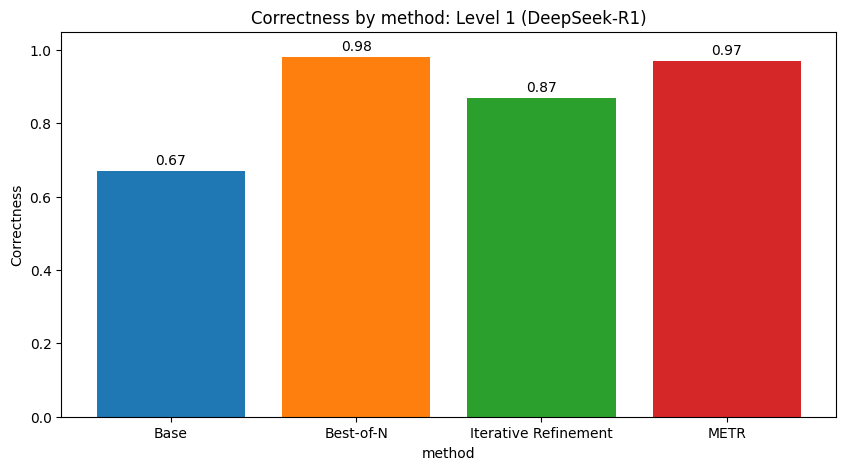 Correctness by method: Level 1 (DeepSeek-R1)
1.0
0.8
0.6
0.4
0.2
0.0
Correctness
0.67
0.98
0.87
0.97
Base
Best-of-N
Iterative Refinement
METR
method